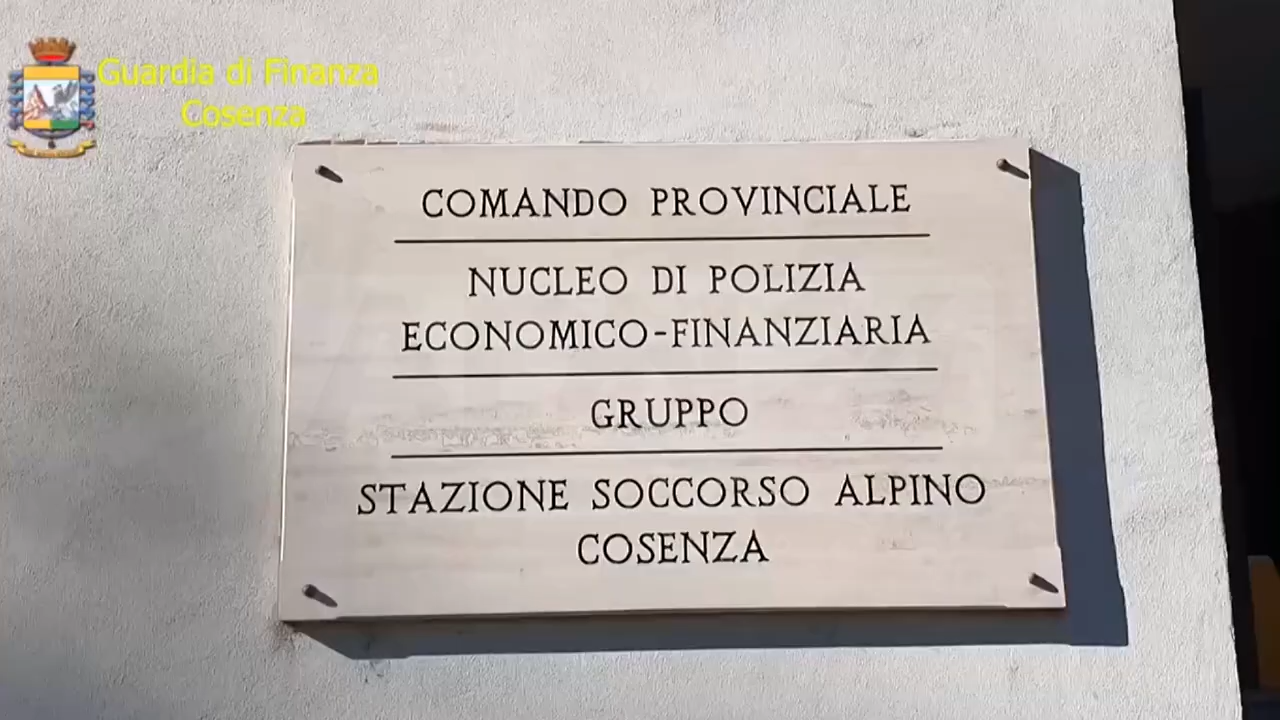 Guardia di Finanza
Cosenza
COMANDO PROVINCIALE
NUCLEO DI POLIZIA
ECONOMICO-FINANZIARIA
GRUPPO
STAZIONE SOCCORSO ALPINO
COSENZA